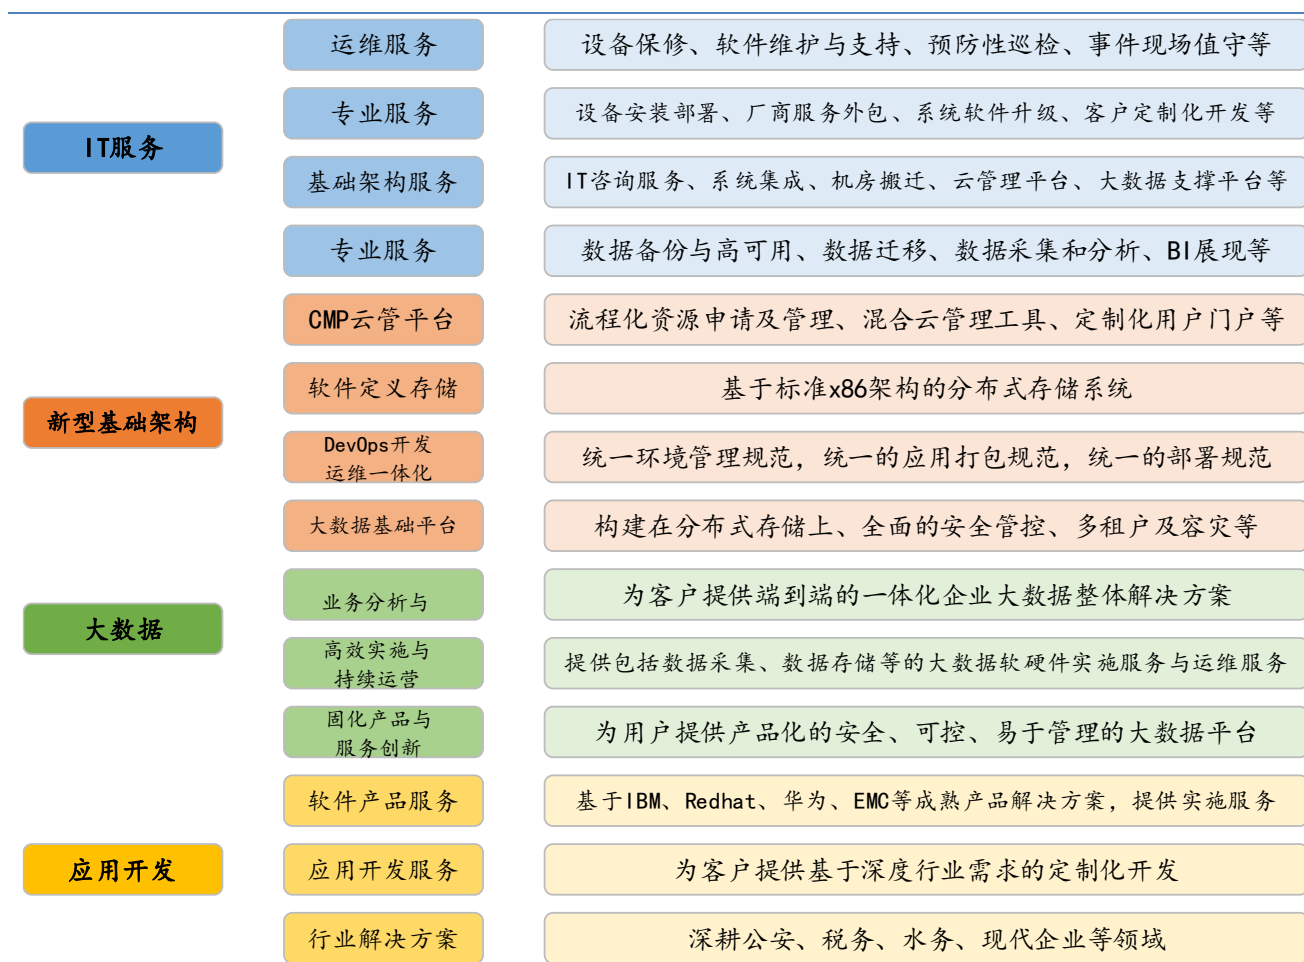 运维服务
设备保修、软件维护与支持、预防性巡检、事件现场值守等
专业服务
设备安装部署、厂商服务外包、系统软件升级、客户定制化开发等
IT服务
基础架构服务
IT咨询服务、系统集成、机房搬迁、云管理平台、大数据支撑平台等
专业服务
数据备份与高可用、数据迁移、数据采集和分析、BI展现等
CMP云管平台
流程化资源申请及管理、混合云管理工具、定制化用户门户等
软件定义存储
基于标准x86架构的分布式存储系统
新型基础架构
DevOps开发
运维一体化
统一环境管理规范，统一的应用打包规范，统一的部署规范
大数据基础平台
构建在分布式存储上、全面的安全管控、多租户及容灾等
业务分析与
为客户提供端到端的一体化企业大数据整体解决方案
大数据
高效实施与
持续运营
提供包括数据采集、数据存储等的大数据软硬件实施服务与运维服务
固化产品与
服务创新
为用户提供产品化的安全、可控、易于管理的大数据平台
软件产品服务
基于IBM、Redhat、华为、EMC等成熟产品解决方案，提供实施服务
应用开发
应用开发服务
为客户提供基于深度行业需求的定制化开发
行业解决方案
深耕公安、税务、水务、现代企业等领域